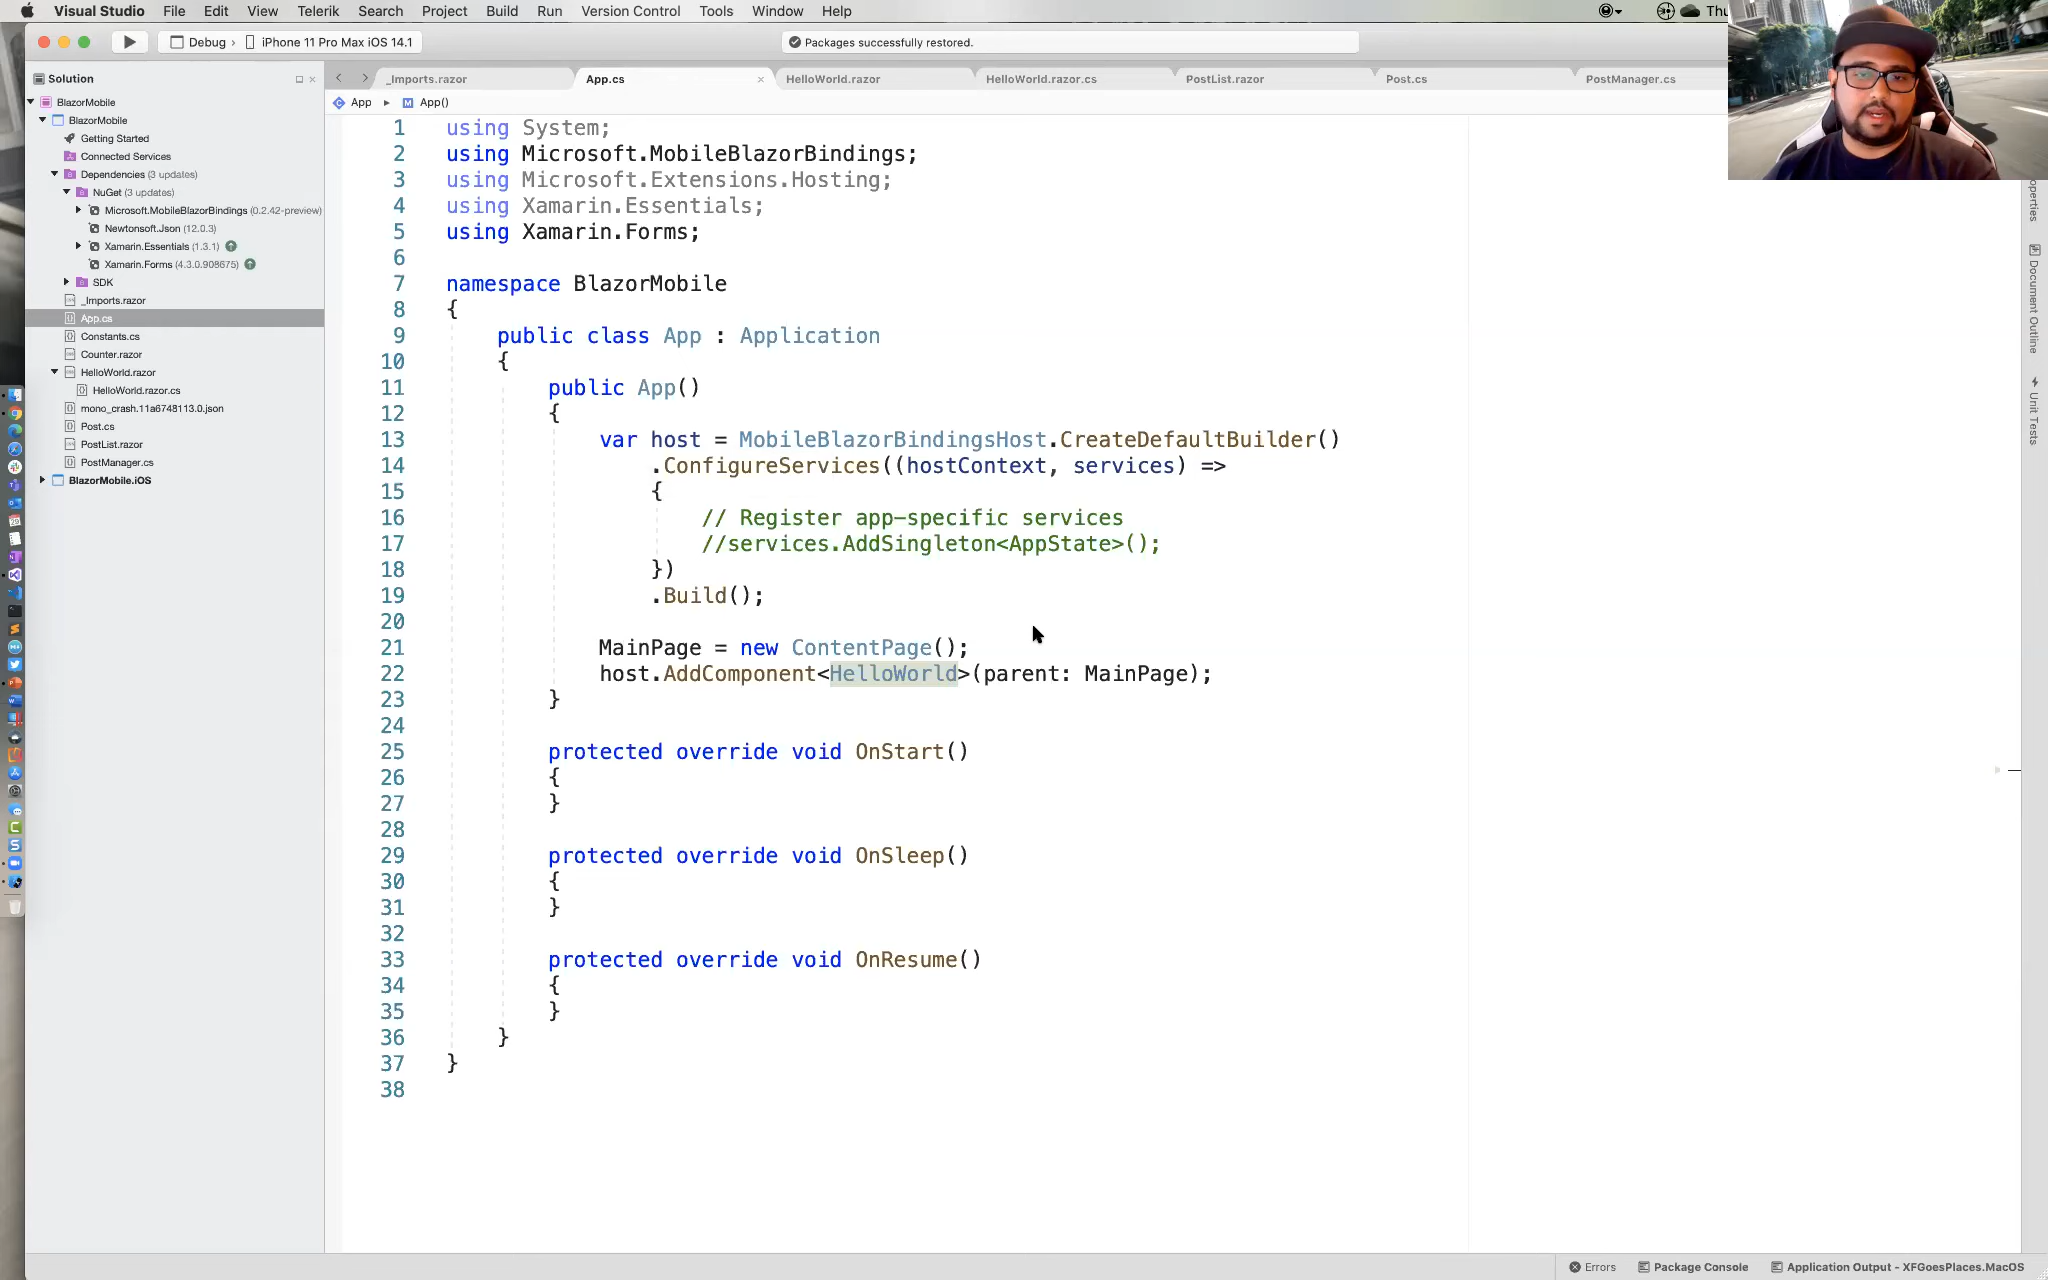 Visual Studio File Edit View Telerik Search Project Build Run Version Control Tools Window Help Thu
Debug › iPhone 11 Pro Max iOS 14.1
Packages successfully restored.
Solution
_Imports.razor App.cs HelloWorld.razor HelloWorld.razor.cs PostList.razor Post.cs PostManager.cs
App App()
BlazorMobile
BlazorMobile
Getting Started
Connected Services
Dependencies (3 updates)
NuGet (3 updates)
Microsoft.MobileBlazorBindings (0.2.42-preview)
Newtonsoft.Json (12.0.3)
Xamarin.Essentials (1.3.1)
Xamarin.Forms (4.3.0.908675)
SDK
_Imports.razor
App.cs
Constants.cs
Counter.razor
HelloWorld.razor
HelloWorld.razor.cs
mono_crash.11a6748113.0.json
Post.cs
PostList.razor
PostManager.cs
BlazorMobile.iOS
1 using System;
2 using Microsoft.MobileBlazorBindings;
3 using Microsoft.Extensions.Hosting;
4 using Xamarin.Essentials;
5 using Xamarin.Forms;
6
7 namespace BlazorMobile
8 {
9 public class App : Application
10 {
11 public App()
12 {
13 var host = MobileBlazorBindingsHost.CreateDefaultBuilder()
14 .ConfigureServices((hostContext, services) =>
15 {
16 // Register app-specific services
17 //services.AddSingleton<AppState>();
18 })
19 .Build();
20
21 MainPage = new ContentPage();
22 host.AddComponent<HelloWorld>(parent: MainPage);
23 }
24
25 protected override void OnStart()
26 {
27 }
28
29 protected override void OnSleep()
30 {
31 }
32
33 protected override void OnResume()
34 {
35 }
36 }
37 }
38
operties
Document Outline
Unit Tests
Errors Package Console Application Output - XFGoesPlaces.MacOS